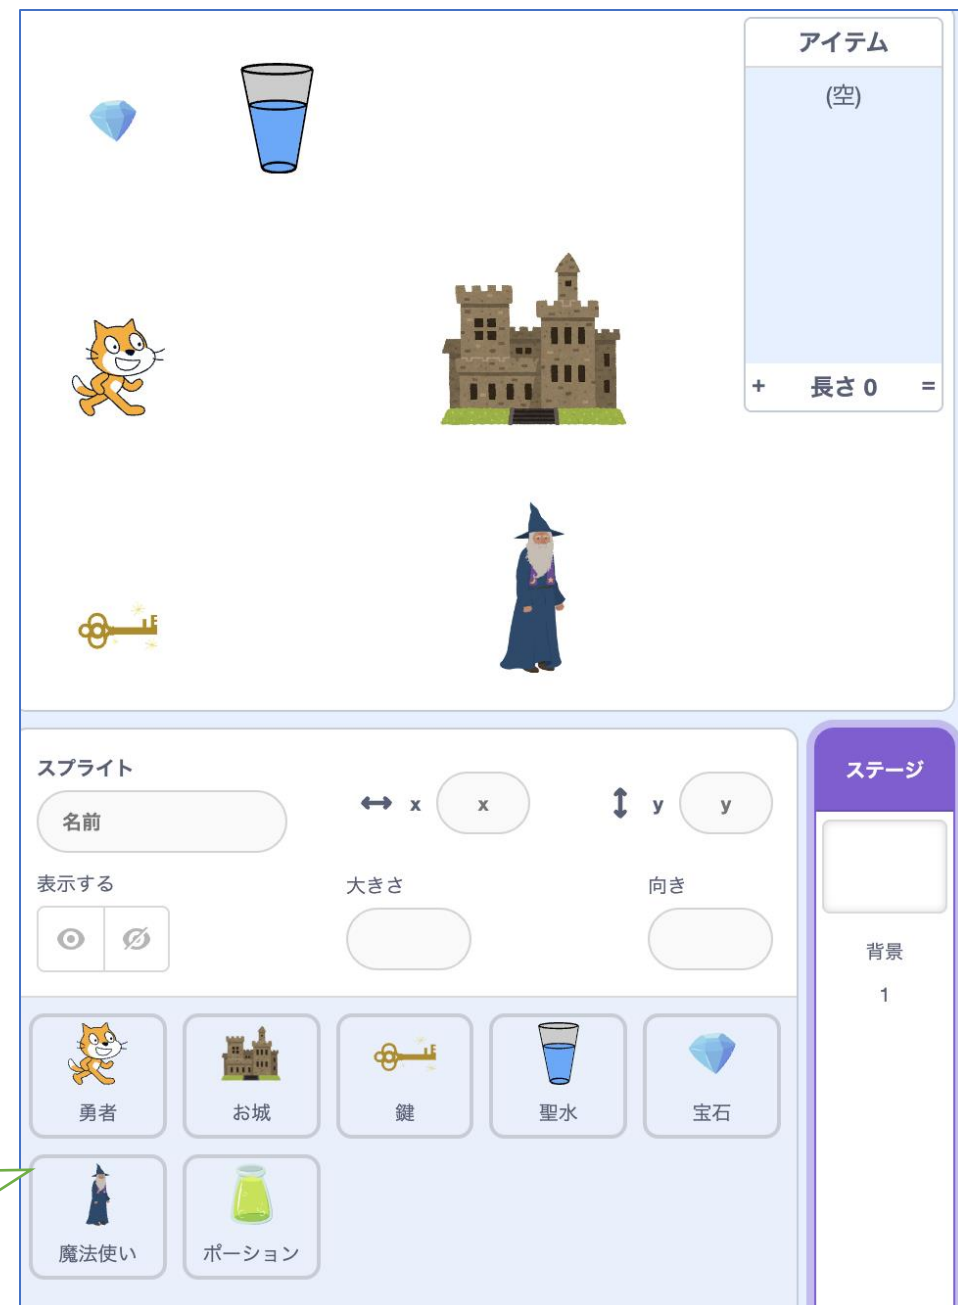 アイテム
(空)
+ 長さ 0 =
スプライト
名前
x x
y y
表示する
大きさ
向き
ステージ
背景
1
勇者
お城
鍵
聖水
宝石
魔法使い
ポーション